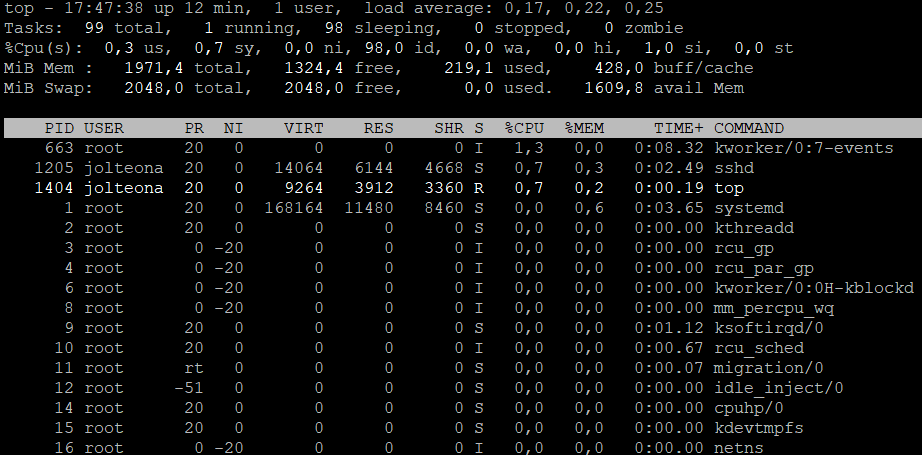 top - 17:47:38 up 12 min,  1 user,  load average: 0,17, 0,22, 0,25
Tasks:  99 total,   1 running,  98 sleeping,   0 stopped,   0 zombie
%Cpu(s):  0,3 us,  0,7 sy,  0,0 ni, 98,0 id,  0,0 wa,  0,0 hi,  1,0 si,  0,0 st
MiB Mem :   1971,4 total,   1324,4 free,    219,1 used,    428,0 buff/cache
MiB Swap:   2048,0 total,   2048,0 free,      0,0 used.   1609,8 avail Mem
    PID USER      PR  NI    VIRT    RES    SHR S  %CPU  %MEM     TIME+ COMMAND
    663 root      20   0       0      0      0 I   1,3   0,0   0:08.32 kworker/0:7-events
   1205 jolteona  20   0   14064   6144   4668 S   0,7   0,3   0:02.49 sshd
   1404 jolteona  20   0    9264   3912   3360 R   0,7   0,2   0:00.19 top
      1 root      20   0  168164  11480   8460 S   0,0   0,6   0:03.65 systemd
      2 root      20   0       0      0      0 S   0,0   0,0   0:00.00 kthreadd
      3 root       0 -20       0      0      0 I   0,0   0,0   0:00.00 rcu_gp
      4 root       0 -20       0      0      0 I   0,0   0,0   0:00.00 rcu_par_gp
      6 root       0 -20       0      0      0 I   0,0   0,0   0:00.00 kworker/0:0H-kblockd
      8 root       0 -20       0      0      0 I   0,0   0,0   0:00.00 mm_percpu_wq
      9 root      20   0       0      0      0 S   0,0   0,0   0:01.12 ksoftirqd/0
     10 root      20   0       0      0      0 I   0,0   0,0   0:00.67 rcu_sched
     11 root      rt   0       0      0      0 S   0,0   0,0   0:00.07 migration/0
     12 root     -51   0       0      0      0 S   0,0   0,0   0:00.00 idle_inject/0
     14 root      20   0       0      0      0 S   0,0   0,0   0:00.00 cpuhp/0
     15 root      20   0       0      0      0 S   0,0   0,0   0:00.00 kdevtmpfs
     16 root       0 -20       0      0      0 I   0,0   0,0   0:00.00 netns